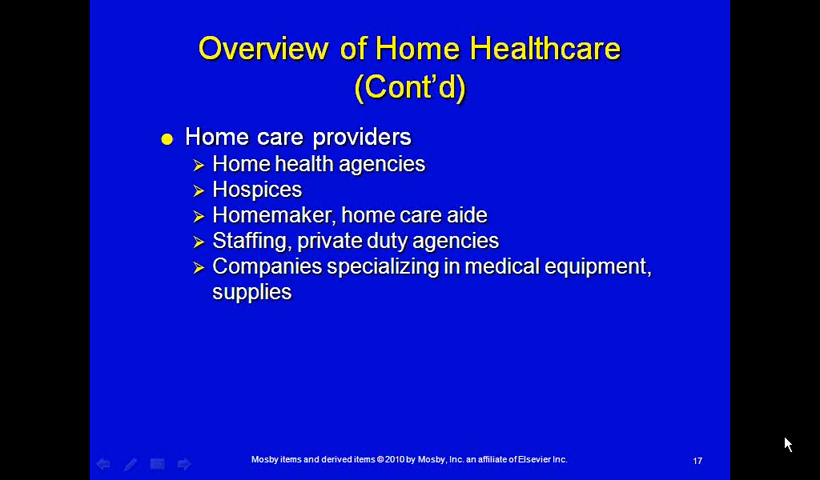 Overview of Home Healthcare
(Cont’d)
Home care providers
Home health agencies
Hospices
Homemaker, home care aide
Staffing, private duty agencies
Companies specializing in medical equipment,
supplies
Mosby items and derived items © 2010 by Mosby, Inc. an affiliate of Elsevier Inc.
17